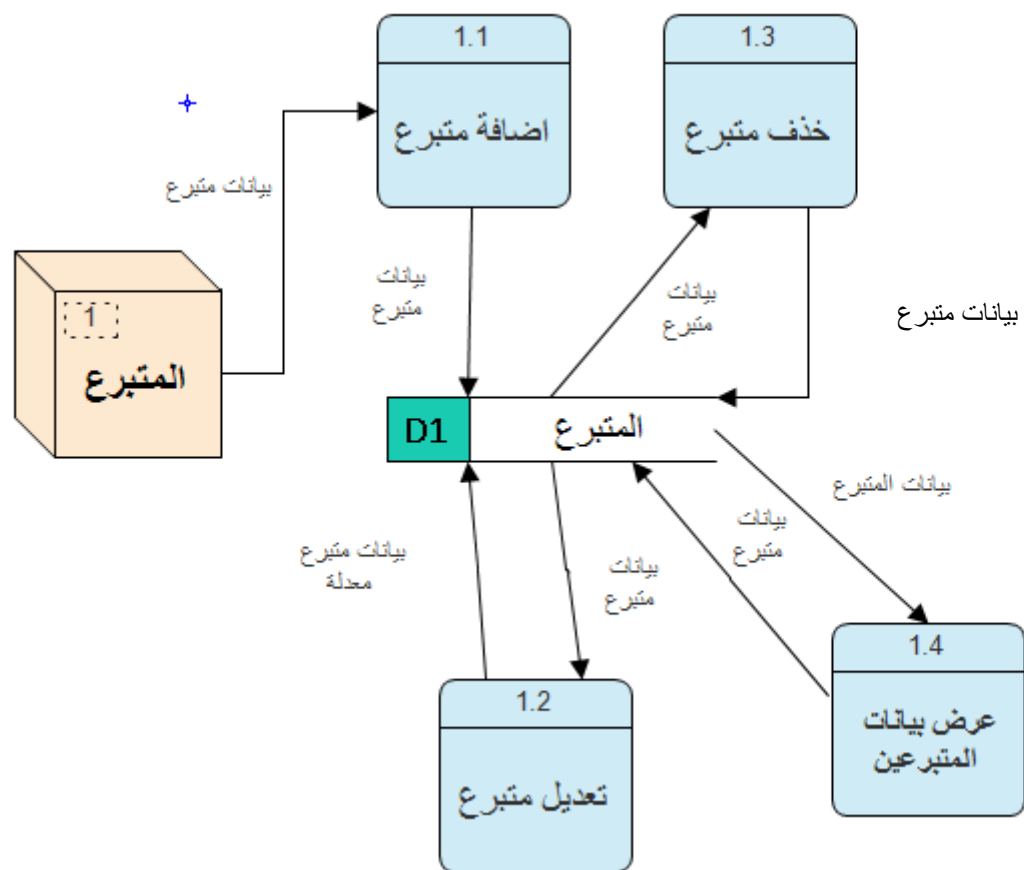 1.1
اضافة متبرع
1.3
خذف متبرع
بيانات متبرع
1
المتبرع
بيانات
متبرع
بيانات
متبرع
بيانات متبرع
D1
المتبرع
بيانات المتبرع
بيانات
متبرع
بيانات متبرع
معدلة
بيانات
متبرع
1.4
عرض بيانات
المتبرعين
1.2
تعديل متبرع